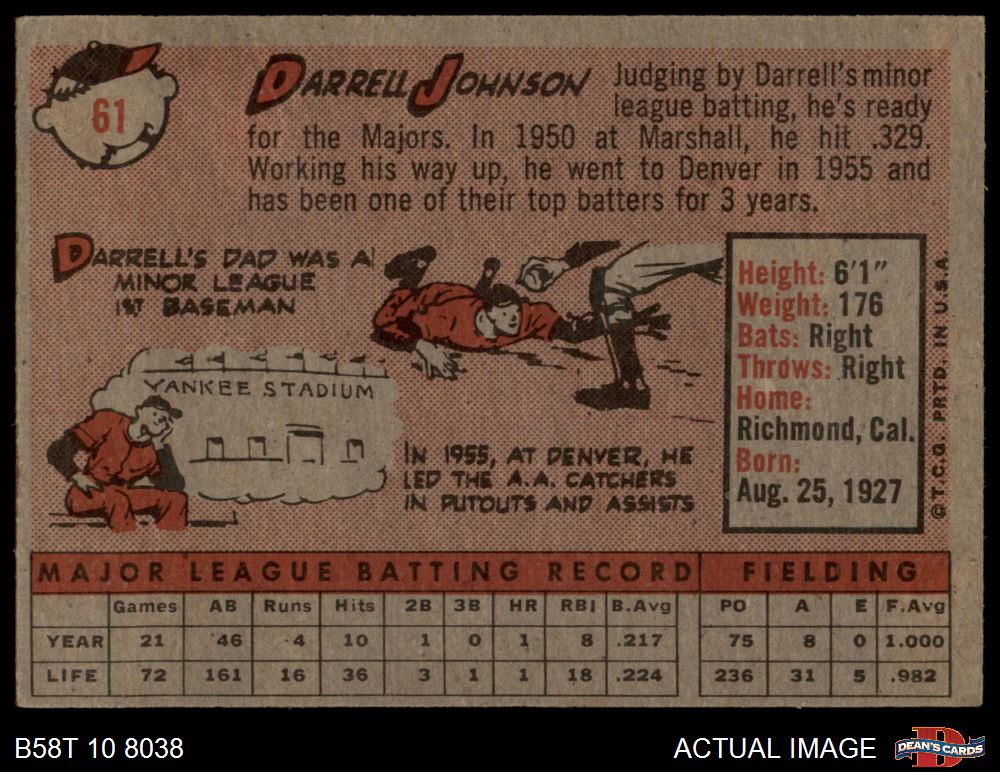 61
DARRELL JOHNSON
Judging by Darrell's minor
league batting, he's ready
for the Majors. In 1950 at Marshall, he hit .329.
Working his way up, he went to Denver in 1955 and
has been one of their top batters for 3 years.
DARRELL'S DAD WAS A
MINOR LEAGUE
1ST BASEMAN
YANKEE STADIUM
IN 1955, AT DENVER, HE
LED THE A.A. CATCHERS
IN PUTOUTS AND ASSISTS
Height: 6'1"
Weight: 176
Bats: Right
Throws: Right
Home:
Richmond, Cal.
Born:
Aug. 25, 1927
© T.C.G. PRTD. IN U.S.A.
MAJOR LEAGUE BATTING RECORD FIELDING
Games AB Runs Hits 2B 3B HR RBI B.Avg PO A E F.Avg
YEAR 21 46 4 10 1 0 1 8 .217 75 8 0 1.000
LIFE 72 161 16 36 3 1 1 18 .224 236 31 5 .982
B58T 10 8038
ACTUAL IMAGE
D
DEAN'S CARDS